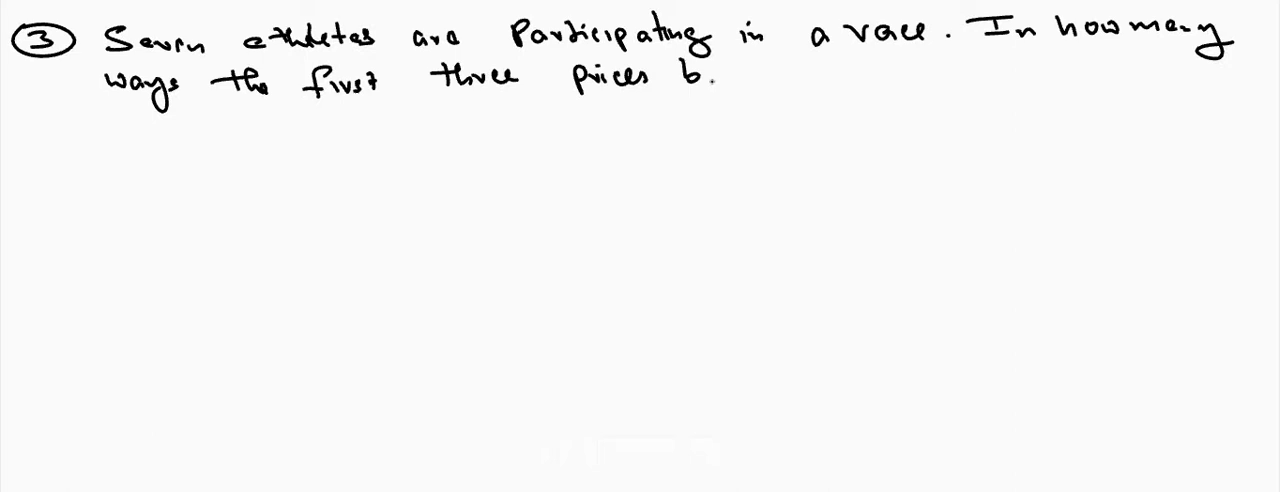 ③ Seven athletes are Participating in a race. In how many
ways the first three prices b